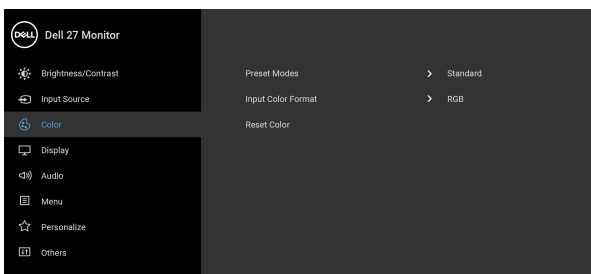 DELL Dell 27 Monitor
Brightness/Contrast
Input Source
Color
Display
Audio
Menu
Personalize
Others
Preset Modes > Standard
Input Color Format > RGB
Reset Color